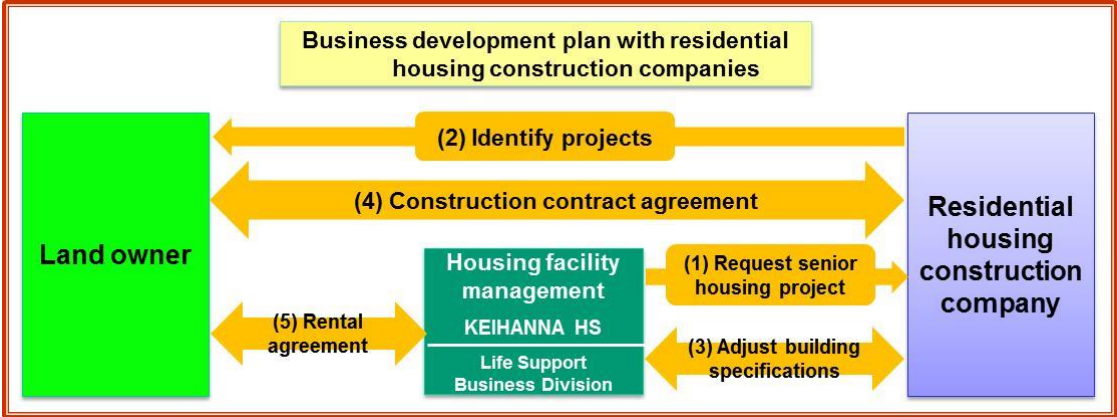 Business development plan with residential
housing construction companies
(2) Identify projects
(4) Construction contract agreement
Land owner
Residential
housing
construction
company
Housing facility
management
KEIHANNA HS
Life Support
Business Division
(1) Request senior
housing project
(5) Rental
agreement
(3) Adjust building
specifications